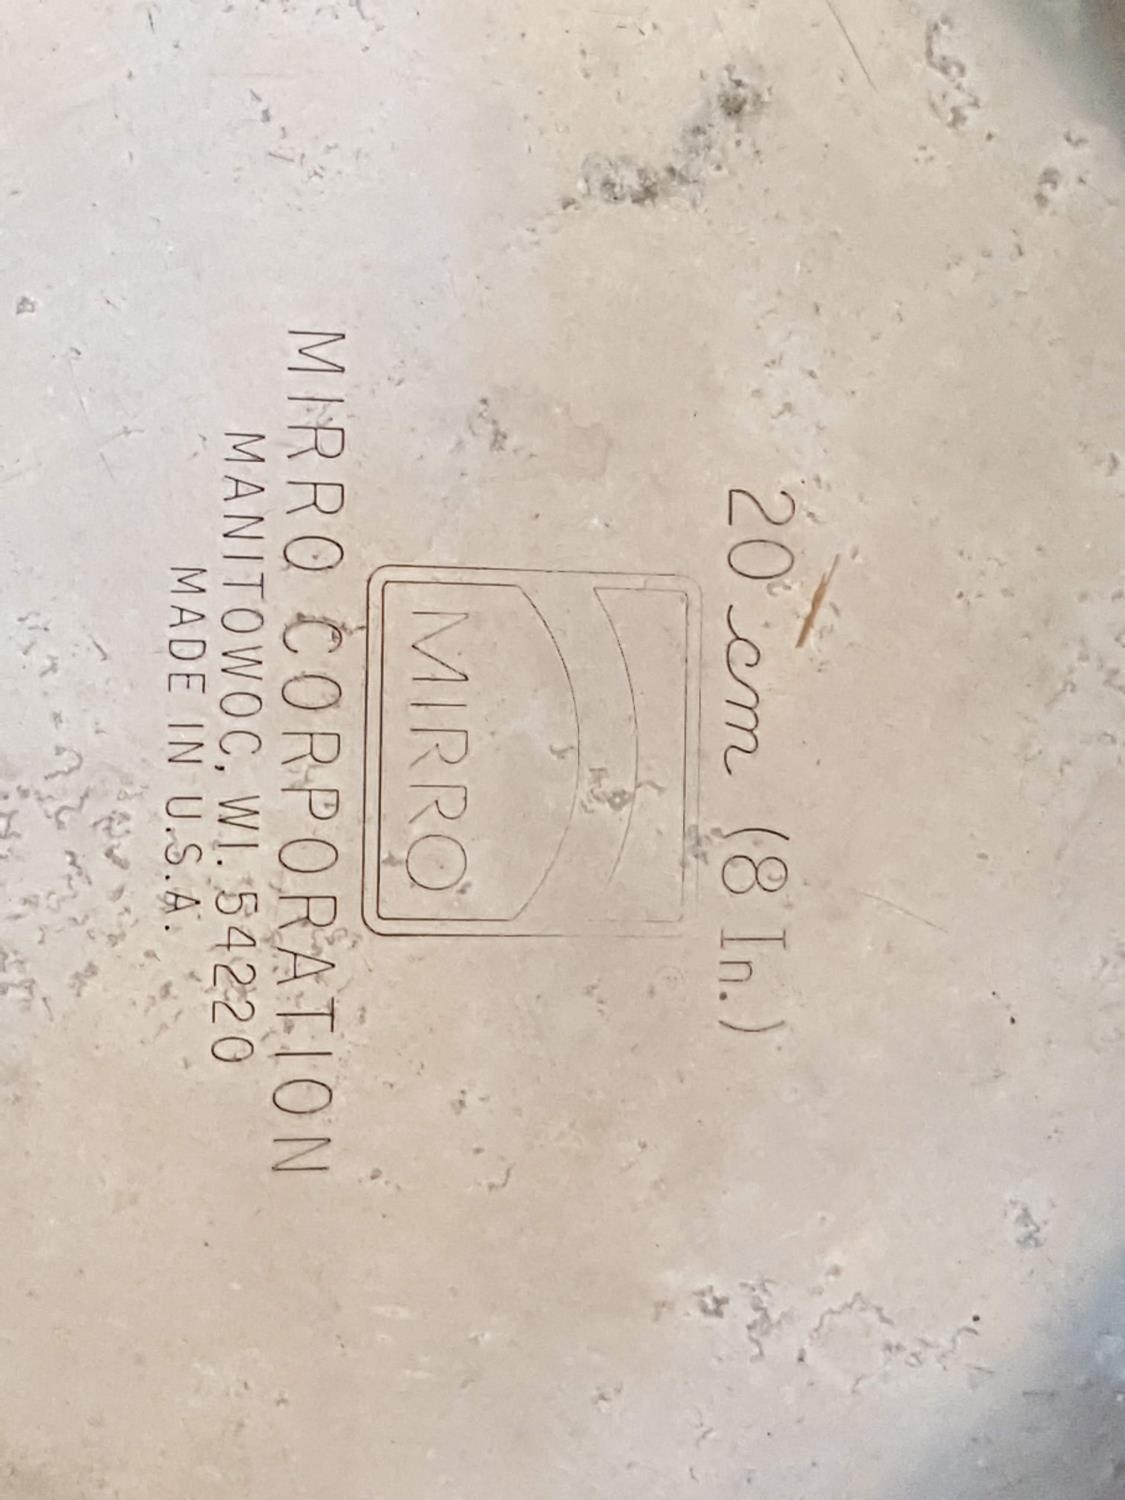 20 cm (8 In.)
MIRRO
MIRRO CORPORATION
MANITOWOC, WI. 54220
MADE IN U.S.A.